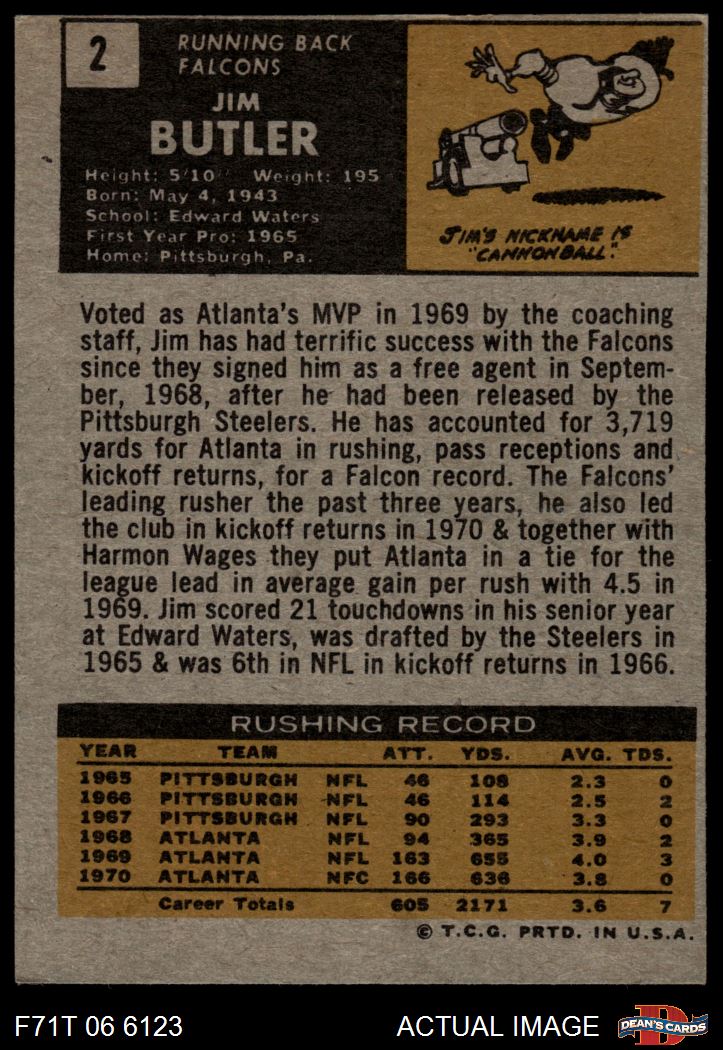 2
RUNNING BACK
FALCONS
JIM
BUTLER
Height: 5'10" Weight: 195
Born: May 4, 1943
School: Edward Waters
First Year Pro: 1965
Home: Pittsburgh, Pa.
JIM'S NICKNAME IS
"CANNONBALL".
Voted as Atlanta's MVP in 1969 by the coaching
staff, Jim has had terrific success with the Falcons
since they signed him as a free agent in Septem-
ber, 1968, after he had been released by the
Pittsburgh Steelers. He has accounted for 3,719
yards for Atlanta in rushing, pass receptions and
kickoff returns, for a Falcon record. The Falcons'
leading rusher the past three years, he also led
the club in kickoff returns in 1970 & together with
Harmon Wages they put Atlanta in a tie for the
league lead in average gain per rush with 4.5 in
1969. Jim scored 21 touchdowns in his senior year
at Edward Waters, was drafted by the Steelers in
1965 & was 6th in NFL in kickoff returns in 1966.
RUSHING RECORD
YEAR TEAM ATT. YDS. AVG. TDS.
1965 PITTSBURGH NFL 46 108 2.3 0
1966 PITTSBURGH NFL 46 114 2.5 2
1967 PITTSBURGH NFL 90 293 3.3 0
1968 ATLANTA NFL 94 365 3.9 2
1969 ATLANTA NFL 163 655 4.0 3
1970 ATLANTA NFC 166 636 3.8 0
Career Totals 605 2171 3.6 7
© T.C.G. PRTD. IN U.S.A.
F71T 06 6123 ACTUAL IMAGE
D
DEAN'S CARDS